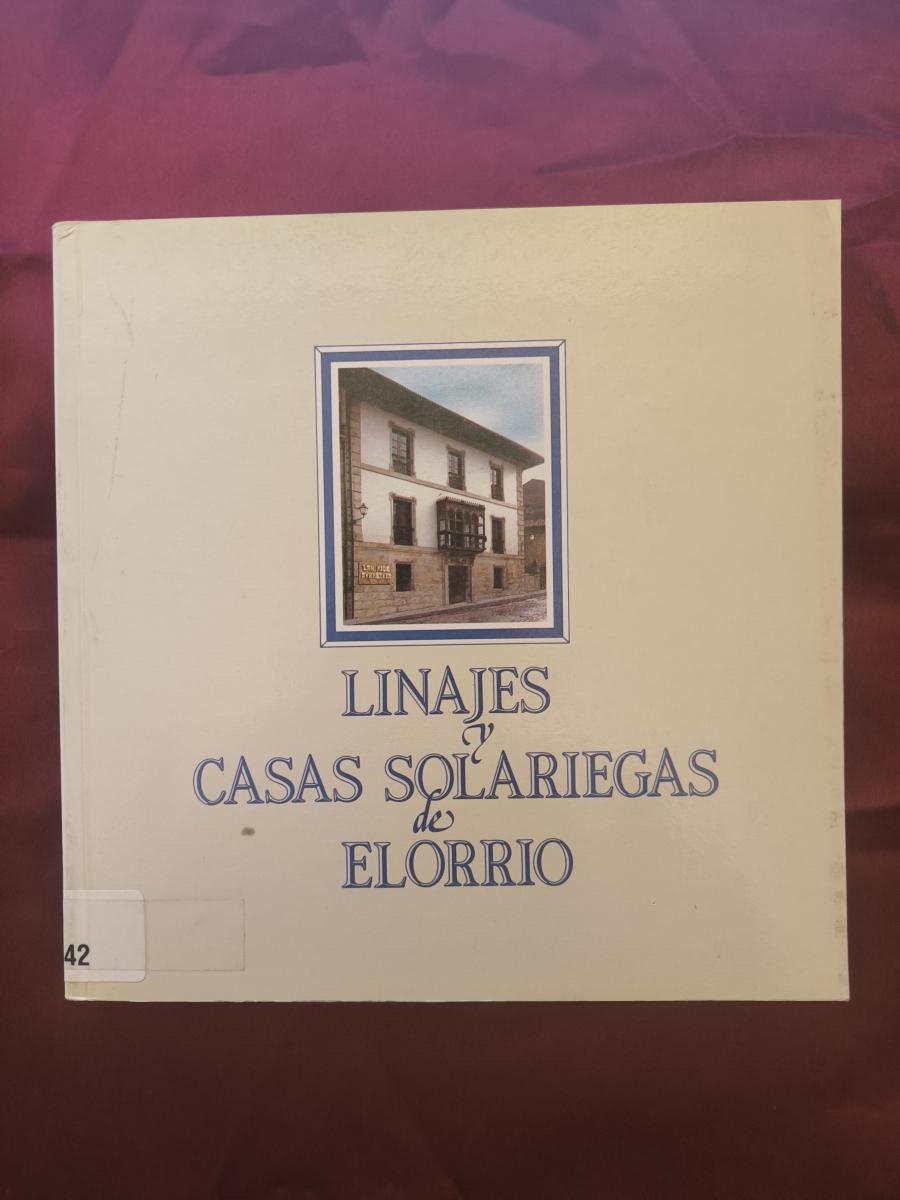 LINAJES
y
CASAS SOLARIEGAS
de
ELORRIO
42